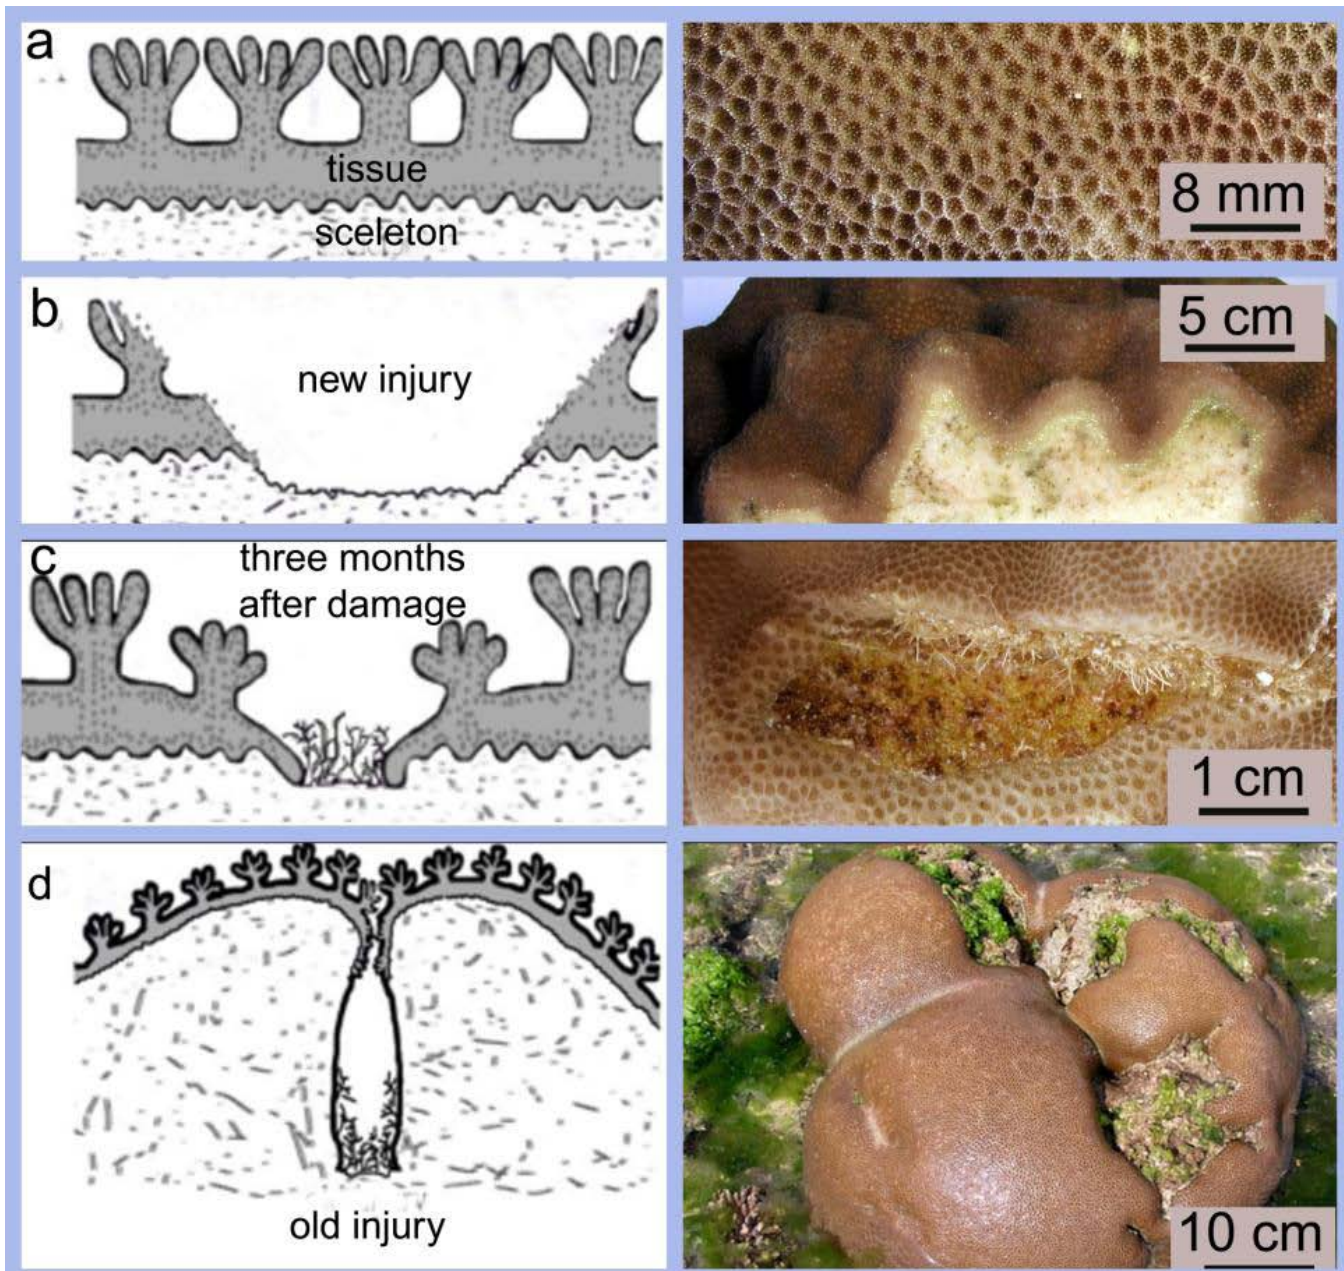 a
tissue
sceleton
8 mm
b
new injury
5 cm
c
three months
after damage
1 cm
d
old injury
10 cm